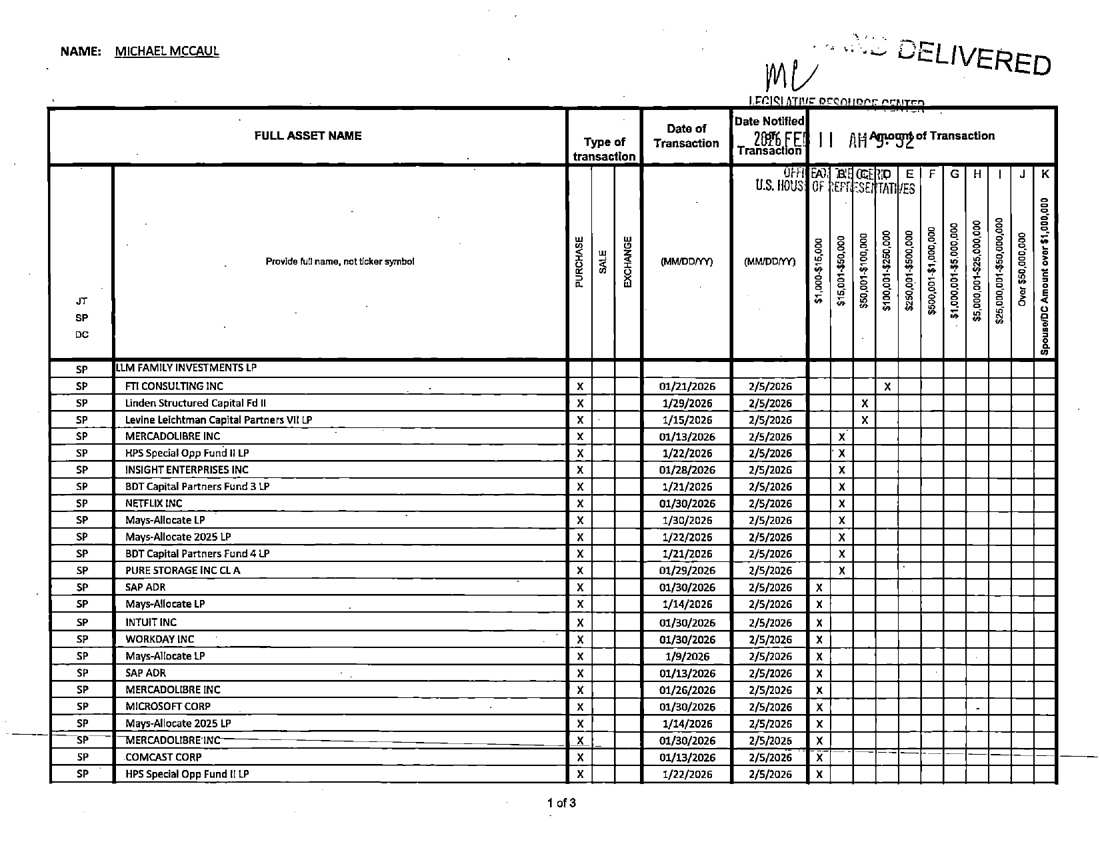 NAME: MICHAEL MCCAUL
DELIVERED
MC
LEGISLATIVE RESOURCE CENTER
FULL ASSET NAME
Type of transaction
Date of Transaction
Date Notified
Transaction
2026 FEB 11 AM 9:52
Amount of Transaction
U.S. HOUSE OF REPRESENTATIVES
E F G H I J K
JT
SP
DC
Provide full name, not ticker symbol
PURCHASE
SALE
EXCHANGE
(MM/DD/YY)
(MM/DD/YY)
$1,000-$15,000
$15,001-$50,000
$50,001-$100,000
$100,001-$250,000
$250,001-$500,000
$500,001-$1,000,000
$1,000,001-$5,000,000
$5,000,001-$25,000,000
$25,000,001-$50,000,000
Over $50,000,000
Spouse/DC Amount over $1,000,000
SP LLM FAMILY INVESTMENTS LP
SP FTI CONSULTING INC X 01/21/2026 2/5/2026 X
SP Linden Structured Capital Fd II X 1/29/2026 2/5/2026 X
SP Levine Leichtman Capital Partners VII LP X 1/15/2026 2/5/2026 X
SP MERCADOLIBRE INC X 01/13/2026 2/5/2026 X
SP HPS Special Opp Fund II LP X 1/22/2026 2/5/2026 X
SP INSIGHT ENTERPRISES INC X 01/28/2026 2/5/2026 X
SP BDT Capital Partners Fund 3 LP X 1/21/2026 2/5/2026 X
SP NETFLIX INC X 01/30/2026 2/5/2026 X
SP Mays-Allocate LP X 1/30/2026 2/5/2026 X
SP Mays-Allocate 2025 LP X 1/22/2026 2/5/2026 X
SP BDT Capital Partners Fund 4 LP X 1/21/2026 2/5/2026 X
SP PURE STORAGE INC CL A X 01/29/2026 2/5/2026 X
SP SAP ADR X 01/30/2026 2/5/2026 X
SP Mays-Allocate LP X 1/14/2026 2/5/2026 X
SP INTUIT INC X 01/30/2026 2/5/2026 X
SP WORKDAY INC X 01/30/2026 2/5/2026 X
SP Mays-Allocate LP X 1/9/2026 2/5/2026 X
SP SAP ADR X 01/13/2026 2/5/2026 X
SP MERCADOLIBRE INC X 01/26/2026 2/5/2026 X
SP MICROSOFT CORP X 01/30/2026 2/5/2026 X
SP Mays-Allocate 2025 LP X 1/14/2026 2/5/2026 X
SP MERCADOLIBRE INC X 01/30/2026 2/5/2026 X
SP COMCAST CORP X 01/13/2026 2/5/2026 X
SP HPS Special Opp Fund II LP X 1/22/2026 2/5/2026 X
1 of 3